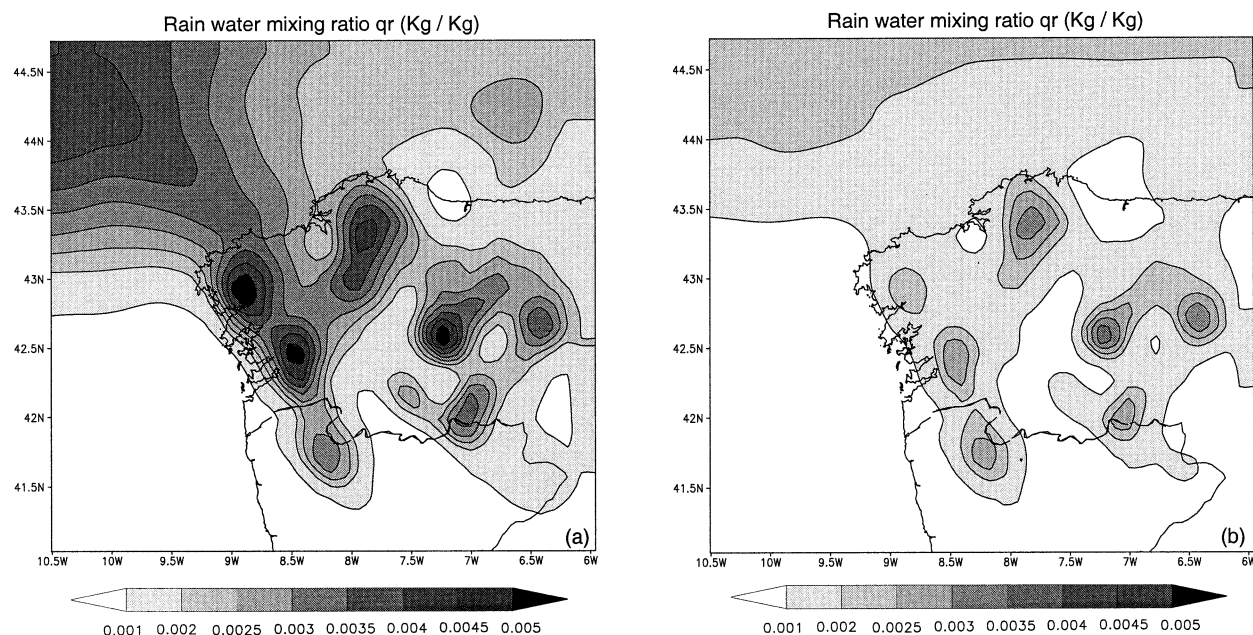 Rain water mixing ratio qr (Kg / Kg)
44.5N
44N
43.5N
43N
42.5N
42N
41.5N
(a)
10.5W 10W 9.5W 9W 8.5W 8W 7.5W 7W 6.5W 6W
0.001 0.002 0.0025 0.003 0.0035 0.004 0.0045 0.005
Rain water mixing ratio qr (Kg / Kg)
44.5N
44N
43.5N
43N
42.5N
42N
41.5N
(b)
10.5W 10W 9.5W 9W 8.5W 8W 7.5W 7W 6.5W 6W
0.001 0.002 0.0025 0.003 0.0035 0.004 0.0045 0.005